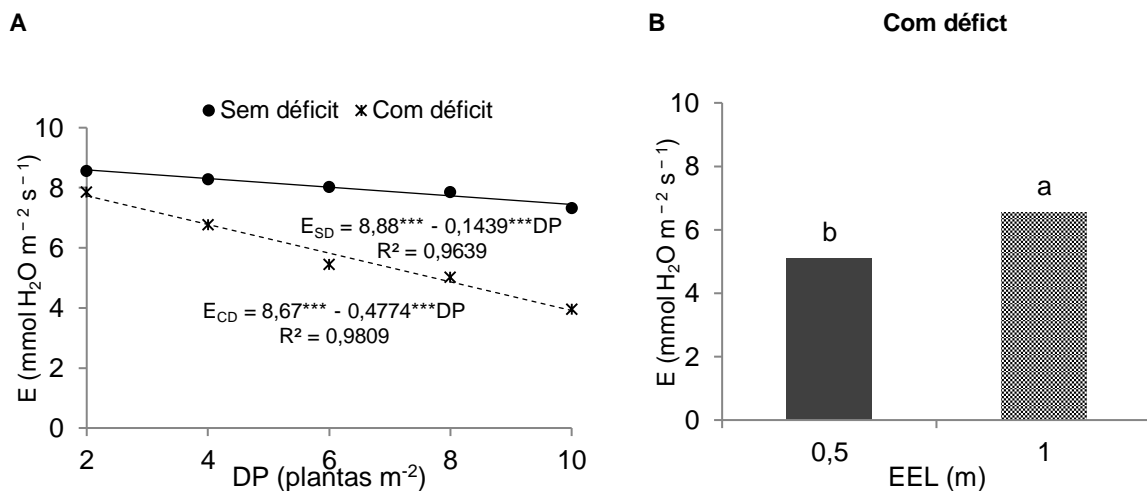 A
Sem déficit
Com déficit
10
8
6
4
2
0
E (mmol H₂O m⁻² s⁻¹)
E_SD = 8,88*** - 0,1439***DP
R² = 0,9639
E_CD = 8,67*** - 0,4774***DP
R² = 0,9809
2 4 6 8 10
DP (plantas m⁻²)
B
Com défict
10
8
6
4
2
0
E (mmol H₂O m⁻² s⁻¹)
b
a
0,5 1
EEL (m)